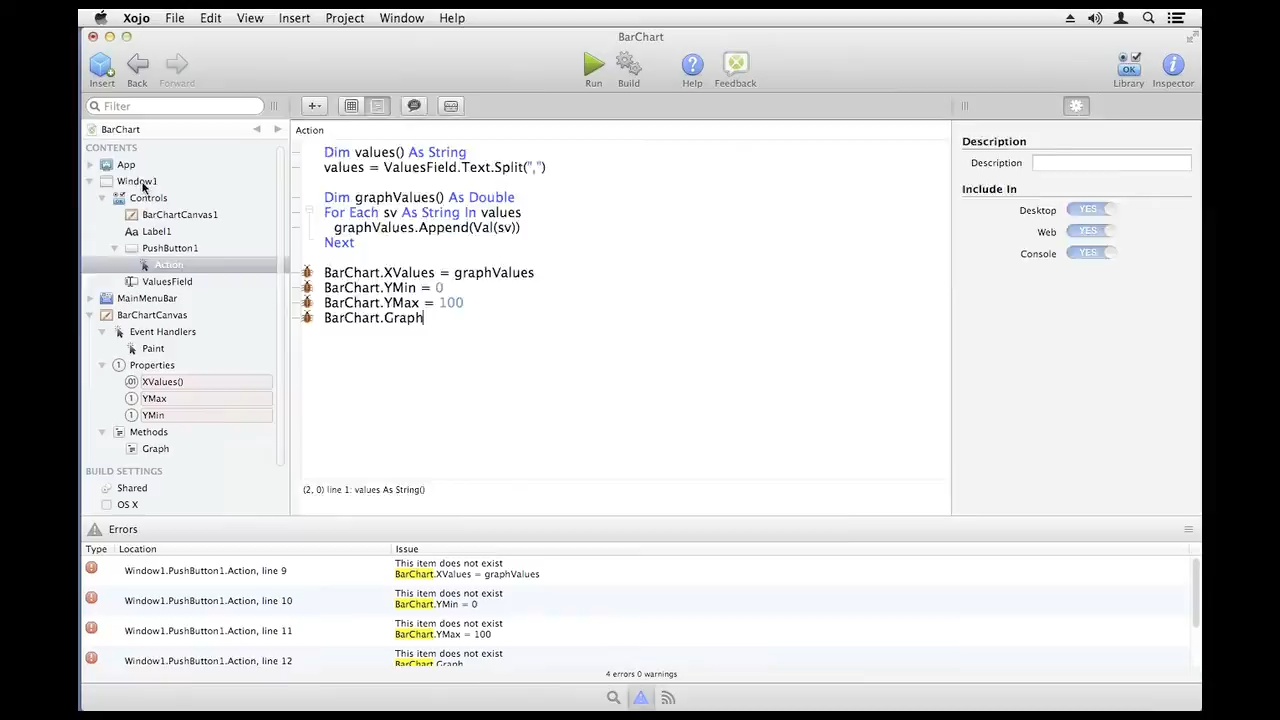 Xojo File Edit View Insert Project Window Help
BarChart
Insert Back Forward Run Build Help Feedback Library OK Inspector
Filter
BarChart
CONTENTS
App
Window1
Controls
BarChartCanvas1
Aa Label1
PushButton1
Action
ValuesField
MainMenuBar
BarChartCanvas
Event Handlers
Paint
Properties
XValues()
YMax
YMin
Methods
Graph
BUILD SETTINGS
Shared
OS X
Action
Dim values() As String
values = ValuesField.Text.Split(",")
Dim graphValues() As Double
For Each sv As String In values
graphValues.Append(Val(sv))
Next
BarChart.XValues = graphValues
BarChart.YMin = 0
BarChart.YMax = 100
BarChart.Graph
(2, 0) line 1: values As String()
Description
Description
Include In
Desktop YES
Web YES
Console YES
Errors
Type Location Issue
Window1.PushButton1.Action, line 9
This item does not exist
BarChart.XValues = graphValues
Window1.PushButton1.Action, line 10
This item does not exist
BarChart.YMin = 0
Window1.PushButton1.Action, line 11
This item does not exist
BarChart.YMax = 100
Window1.PushButton1.Action, line 12
This item does not exist
BarChart.Graph
4 errors 0 warnings